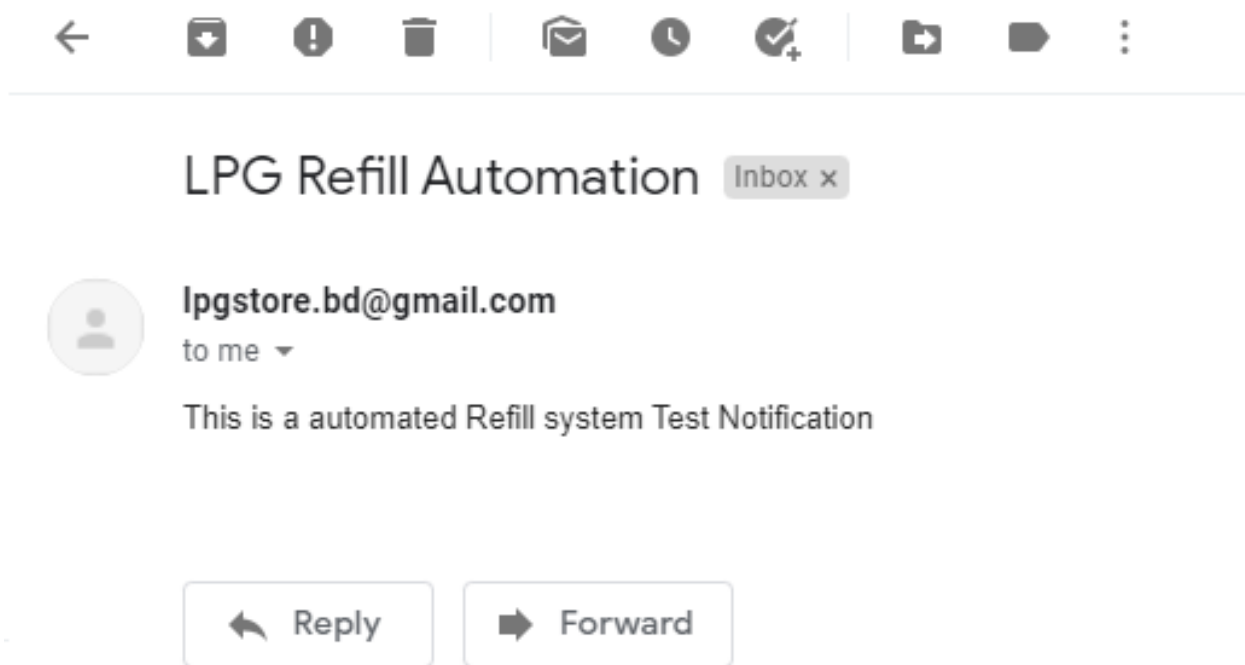 LPG Refill Automation Inbox ×
lpgstore.bd@gmail.com
to me
This is a automated Refill system Test Notification
Reply Forward